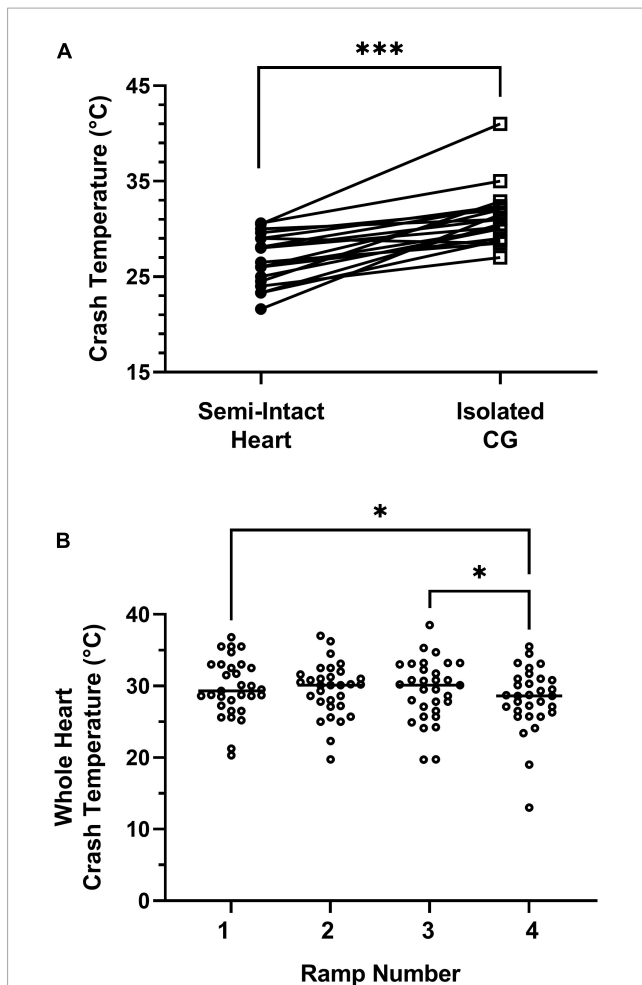 A
***
Crash Temperature (°C)
45
35
25
15
Semi-Intact
Heart
Isolated
CG
B
*
*
Whole Heart
Crash Temperature (°C)
40
30
20
10
0
1 2 3 4
Ramp Number